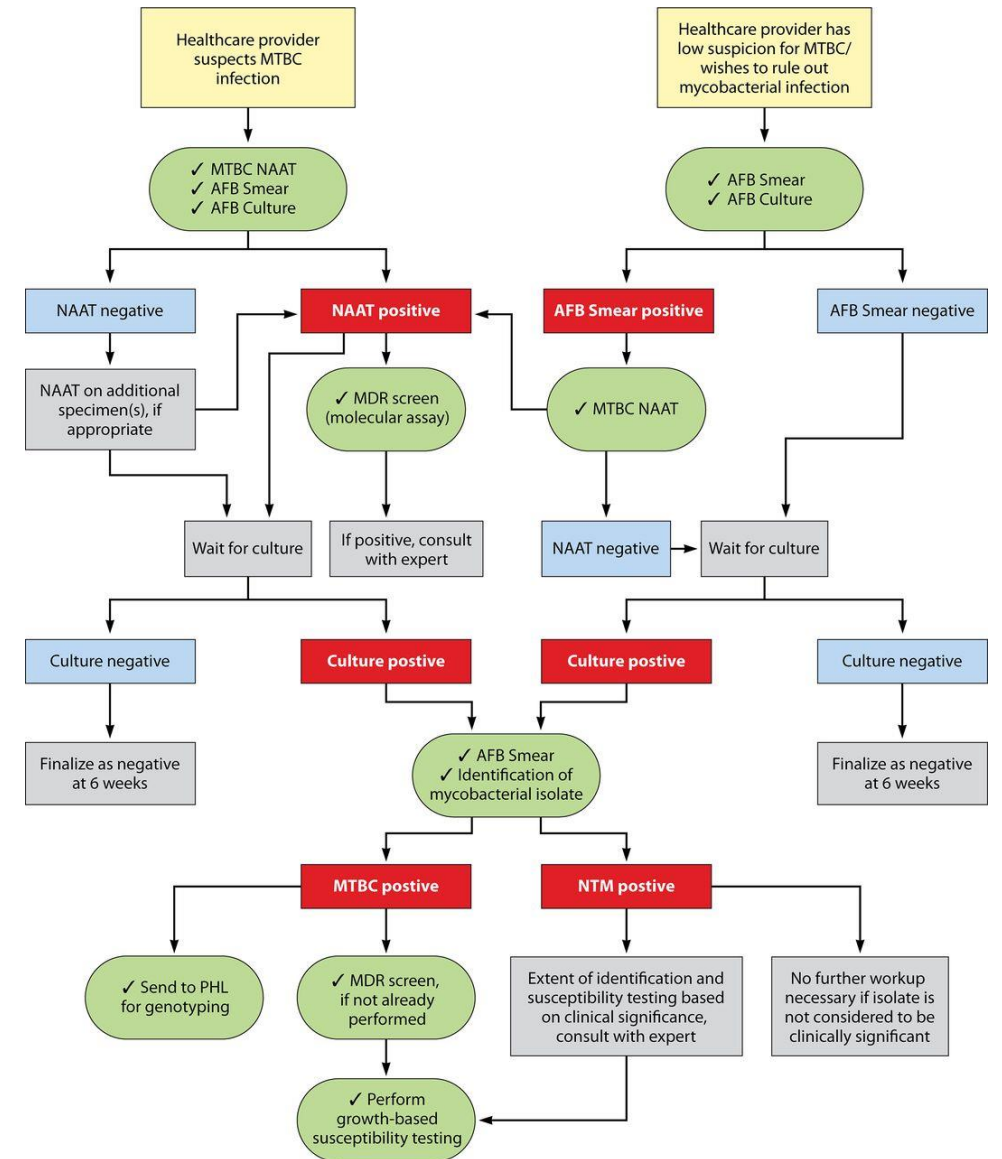 Healthcare provider
suspects MTBC
infection
Healthcare provider has
low suspicion for MTBC/
wishes to rule out
mycobacterial infection
✓ MTBC NAAT
✓ AFB Smear
✓ AFB Culture
✓ AFB Smear
✓ AFB Culture
NAAT negative
NAAT positive
AFB Smear positive
AFB Smear negative
NAAT on additional
specimen(s), if
appropriate
✓ MDR screen
(molecular assay)
✓ MTBC NAAT
Wait for culture
If positive, consult
with expert
NAAT negative
Wait for culture
Culture negative
Culture postive
Culture postive
Culture negative
Finalize as negative
at 6 weeks
✓ AFB Smear
✓ Identification of
mycobacterial isolate
Finalize as negative
at 6 weeks
MTBC postive
NTM postive
✓ Send to PHL
for genotyping
✓ MDR screen,
if not already
performed
Extent of identification and
susceptibility testing based
on clinical significance,
consult with expert
No further workup
necessary if isolate is
not considered to be
clinically significant
✓ Perform
growth-based
susceptibility testing